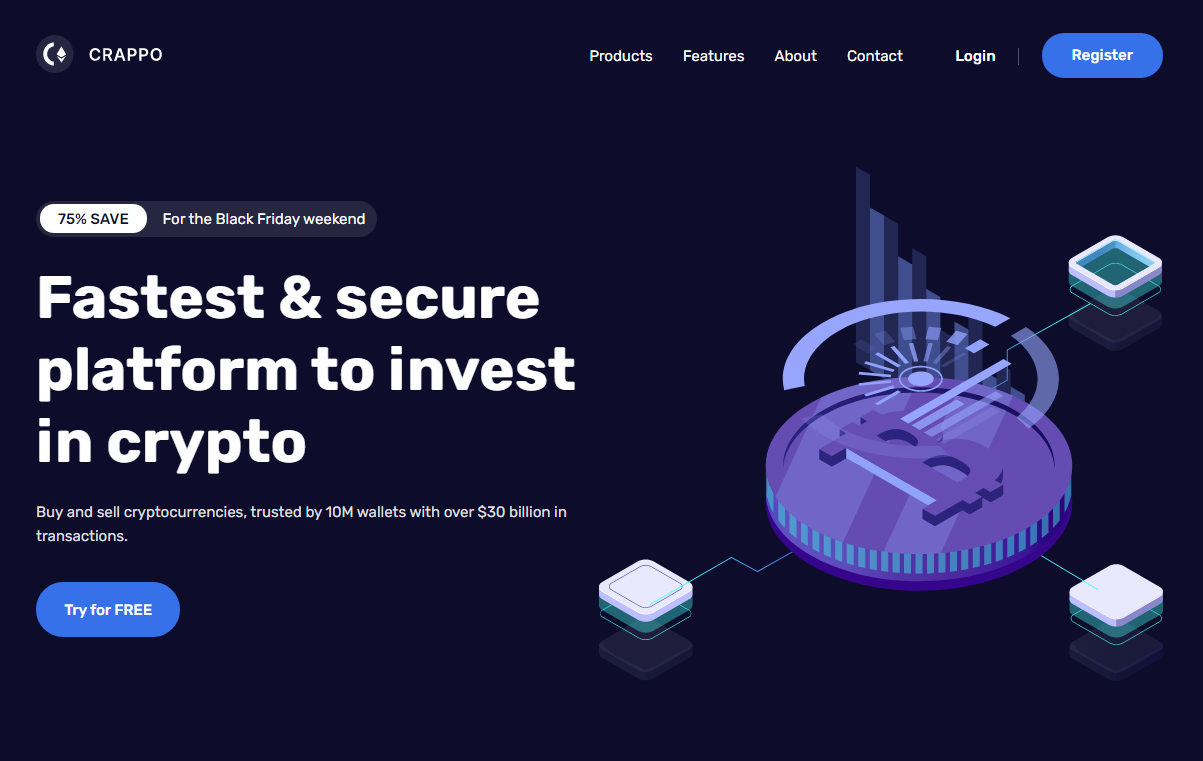 CRAPPO
Products
Features
About
Contact
Login
Register
75% SAVE
For the Black Friday weekend
Fastest & secure
platform to invest
in crypto
Buy and sell cryptocurrencies, trusted by 10M wallets with over $30 billion in
transactions.
Try for FREE